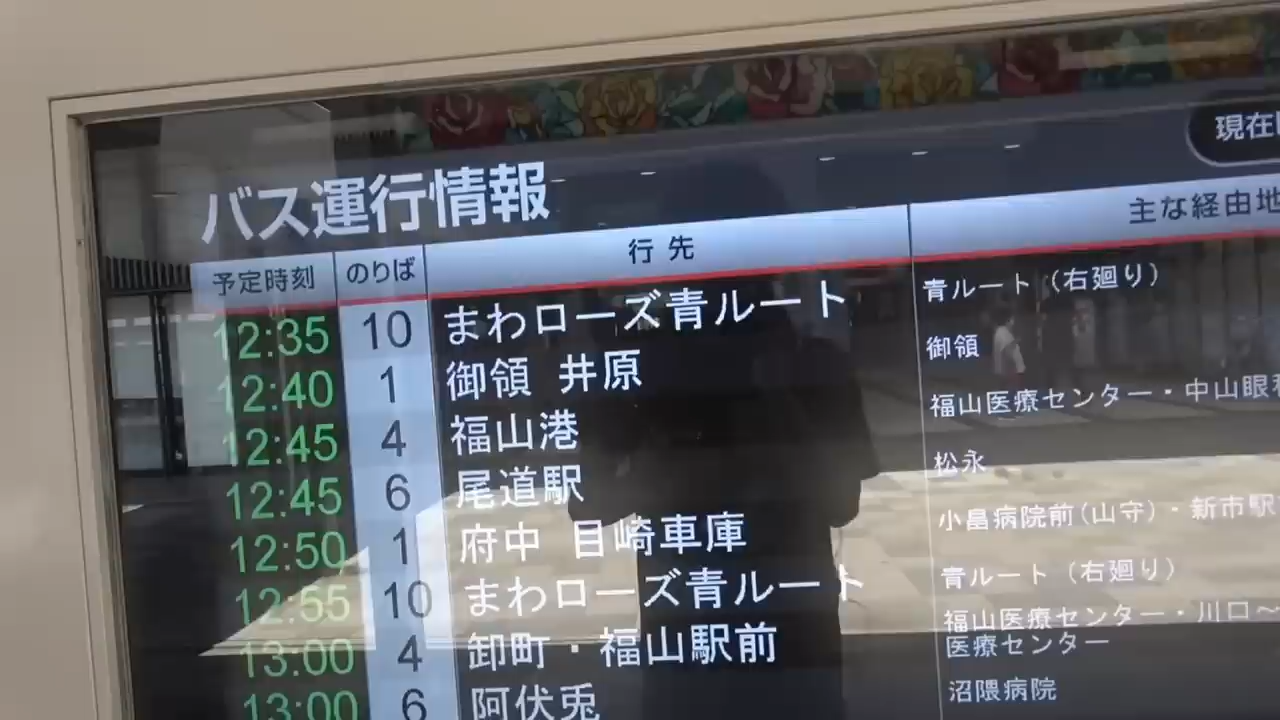 現在
バス運行情報
予定時刻 のりば 行先 主な経由地
12:35 10 まわローズ青ルート 青ルート（右廻り）
12:40 1 御領 井原 御領
12:45 4 福山港 福山医療センター・中山眼科
12:45 6 尾道駅 松永
12:50 1 府中 目崎車庫 小畠病院前(山守)・新市駅
12:55 10 まわローズ青ルート 青ルート（右廻り）
13:00 4 卸町・福山駅前 福山医療センター・川口～
医療センター
13:00 6 阿伏兎 沼隈病院